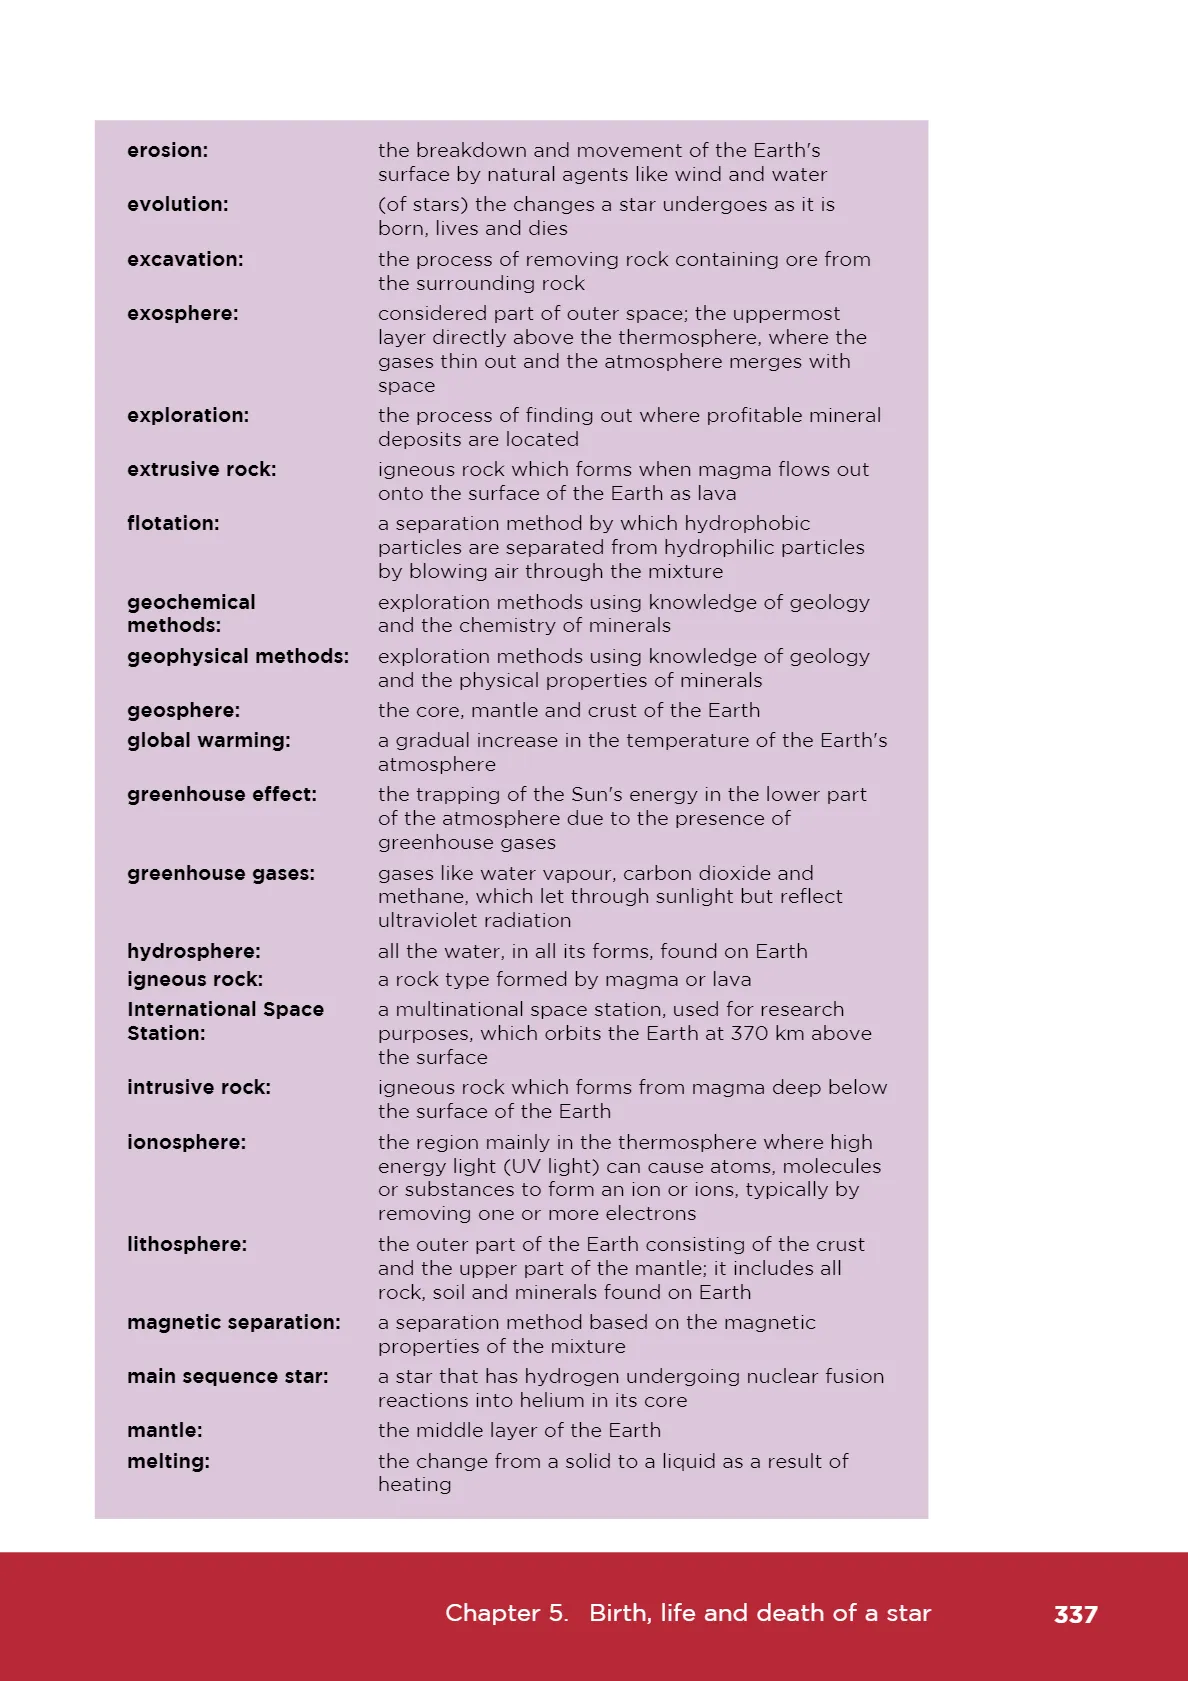 erosion: the breakdown and movement of the Earth's
surface by natural agents like wind and water
evolution: (of stars) the changes a star undergoes as it is
born, lives and dies
excavation: the process of removing rock containing ore from
the surrounding rock
exosphere: considered part of outer space; the uppermost
layer directly above the thermosphere, where the
gases thin out and the atmosphere merges with
space
exploration: the process of finding out where profitable mineral
deposits are located
extrusive rock: igneous rock which forms when magma flows out
onto the surface of the Earth as lava
flotation: a separation method by which hydrophobic
particles are separated from hydrophilic particles
by blowing air through the mixture
geochemical exploration methods using knowledge of geology
methods: and the chemistry of minerals
geophysical methods: exploration methods using knowledge of geology
and the physical properties of minerals
geosphere: the core, mantle and crust of the Earth
global warming: a gradual increase in the temperature of the Earth's
atmosphere
greenhouse effect: the trapping of the Sun's energy in the lower part
of the atmosphere due to the presence of
greenhouse gases
greenhouse gases: gases like water vapour, carbon dioxide and
methane, which let through sunlight but reflect
ultraviolet radiation
hydrosphere: all the water, in all its forms, found on Earth
igneous rock: a rock type formed by magma or lava
International Space a multinational space station, used for research
Station: purposes, which orbits the Earth at 370 km above
the surface
intrusive rock: igneous rock which forms from magma deep below
the surface of the Earth
ionosphere: the region mainly in the thermosphere where high
energy light (UV light) can cause atoms, molecules
or substances to form an ion or ions, typically by
removing one or more electrons
lithosphere: the outer part of the Earth consisting of the crust
and the upper part of the mantle; it includes all
rock, soil and minerals found on Earth
magnetic separation: a separation method based on the magnetic
properties of the mixture
main sequence star: a star that has hydrogen undergoing nuclear fusion
reactions into helium in its core
mantle: the middle layer of the Earth
melting: the change from a solid to a liquid as a result of
heating
Chapter 5. Birth, life and death of a star 337